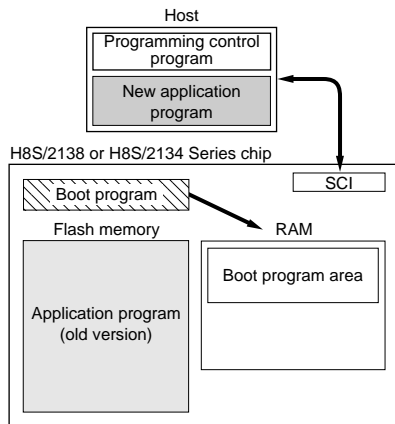 Host
Programming control
program
New application
program
H8S/2138 or H8S/2134 Series chip
SCI
Boot program
Flash memory
RAM
Boot program area
Application program
(old version)